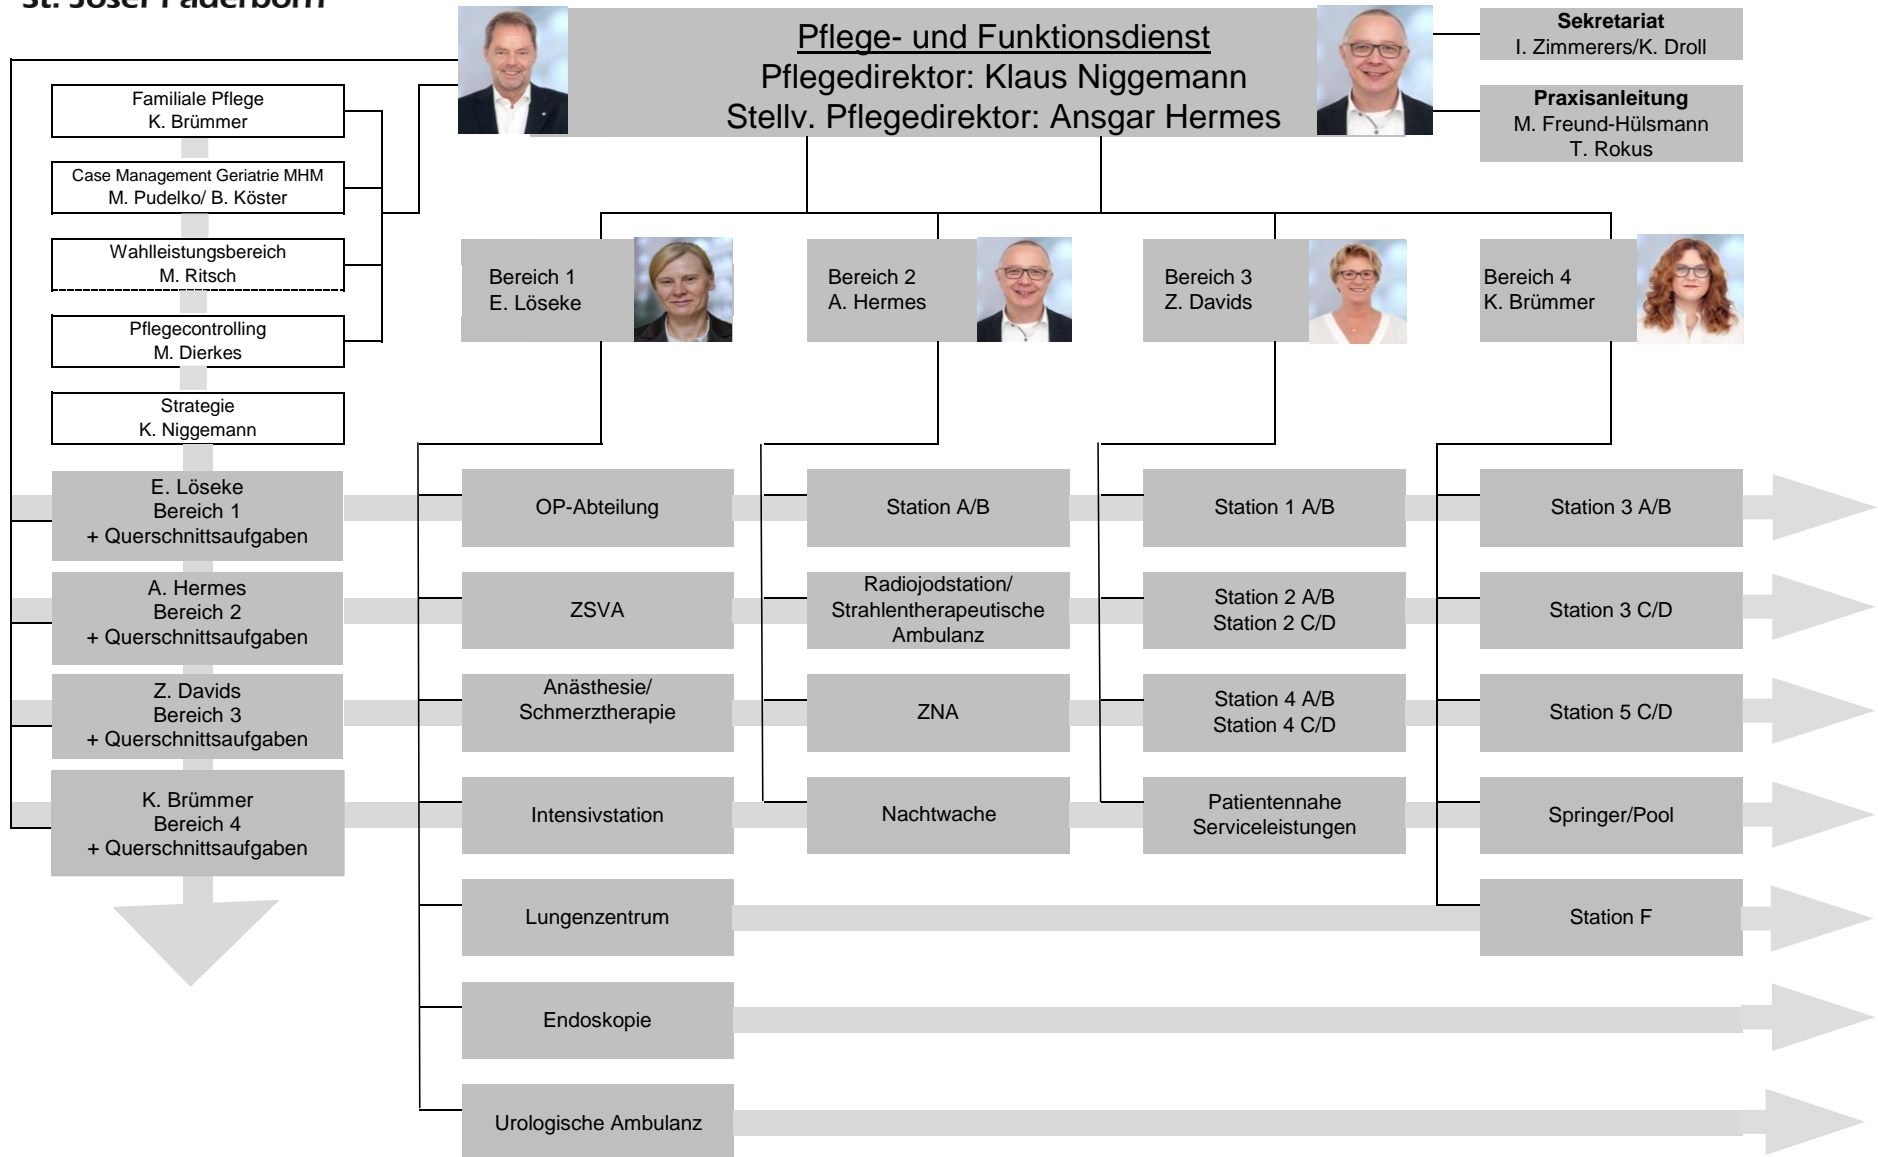 St. Josef Paderborn
Pflege- und Funktionsdienst
Pflegedirektor: Klaus Niggemann
Stellv. Pflegedirektor: Ansgar Hermes
Sekretariat
I. Zimmerers/K. Droll
Praxisanleitung
M. Freund-Hülsmann
T. Rokus
Familiale Pflege
K. Brümmer
Case Management Geriatrie MHM
M. Pudelko/ B. Köster
Wahlleistungsbereich
M. Ritsch
Pflegecontrolling
M. Dierkes
Strategie
K. Niggemann
Bereich 1
E. Löseke
Bereich 2
A. Hermes
Bereich 3
Z. Davids
Bereich 4
K. Brümmer
E. Löseke
Bereich 1
+ Querschnittsaufgaben
OP-Abteilung
Station A/B
Station 1 A/B
Station 3 A/B
A. Hermes
Bereich 2
+ Querschnittsaufgaben
ZSVA
Radiojodstation/
Strahlentherapeutische
Ambulanz
Station 2 A/B
Station 2 C/D
Station 3 C/D
Z. Davids
Bereich 3
+ Querschnittsaufgaben
Anästhesie/
Schmerztherapie
ZNA
Station 4 A/B
Station 4 C/D
Station 5 C/D
K. Brümmer
Bereich 4
+ Querschnittsaufgaben
Intensivstation
Nachtwache
Patientennahe
Serviceleistungen
Springer/Pool
Lungenzentrum
Station F
Endoskopie
Urologische Ambulanz